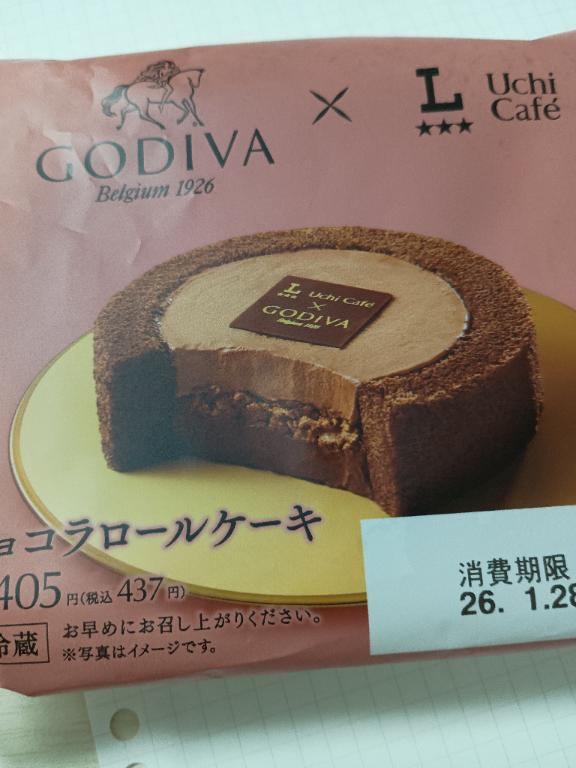 GODIVA × L Uchi Café
Belgium 1926
★★★
L Uchi Café
★★★
×
GODIVA
Belgium 1926
ョコラロールケーキ
405円(税込437円)
冷蔵 お早めにお召し上がりください。
※写真はイメージです。
消費期限
26. 1.28